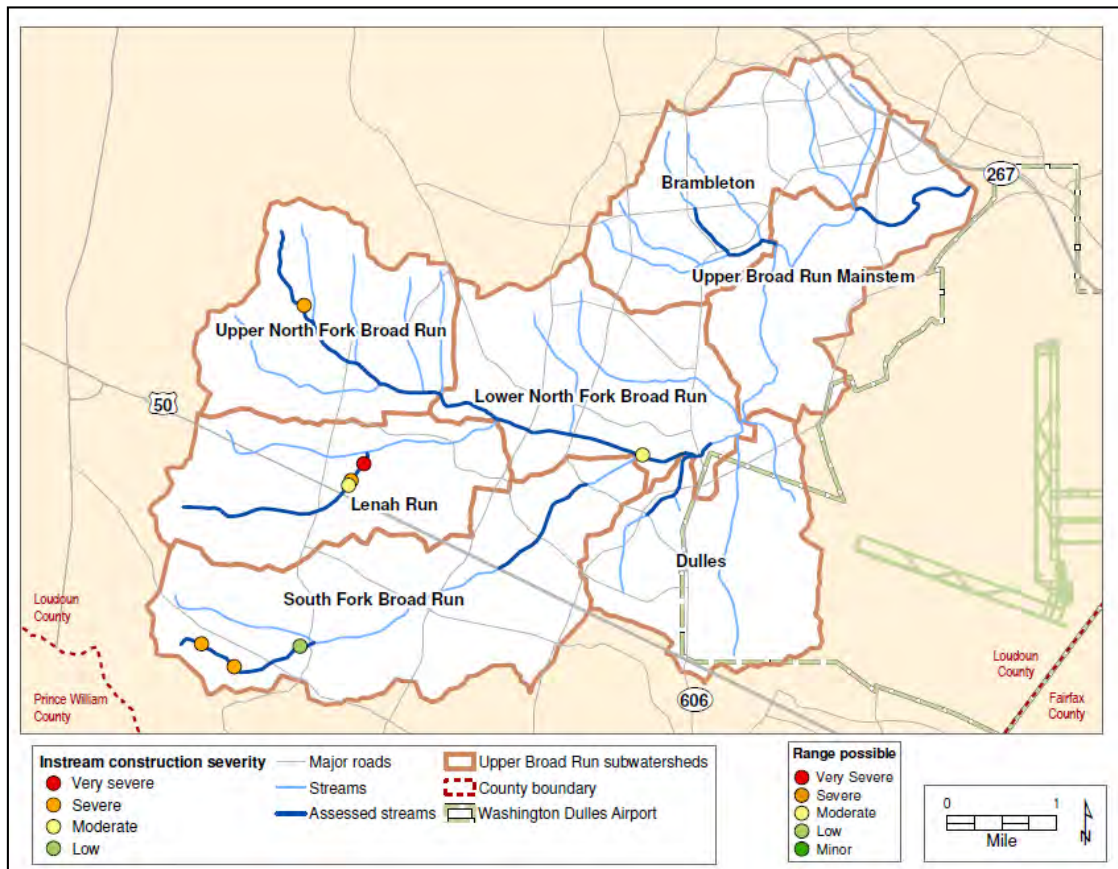 Brambleton
267
Upper Broad Run Mainstem
Upper North Fork Broad Run
Lower North Fork Broad Run
50
Lenah Run
Dulles
South Fork Broad Run
Loudoun
County
Prince William
County
606
Loudoun
County
Fairfax
County
Instream construction severity
Very severe
Severe
Moderate
Low
Major roads
Streams
Assessed streams
Upper Broad Run subwatersheds
County boundary
Washington Dulles Airport
Range possible
Very Severe
Severe
Moderate
Low
Minor
0 1
Mile
N